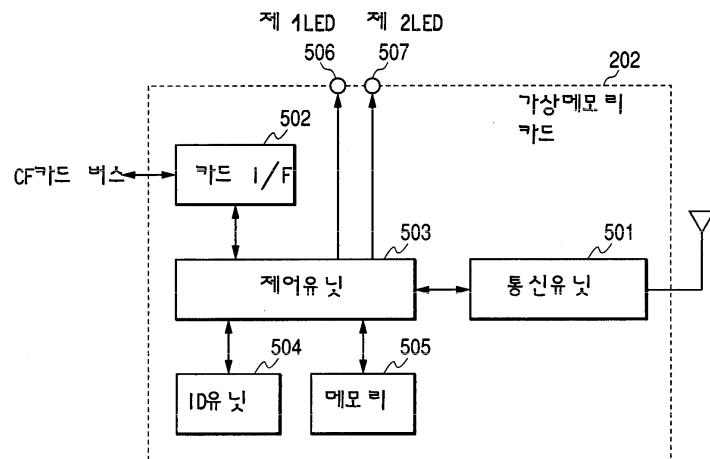 제 1LED 제 2LED
506 507
202
가상메모리
카드
502
CF카드 버스
카드 I/F
503
501
제어유닛
통신유닛
504
505
ID유닛
메모리